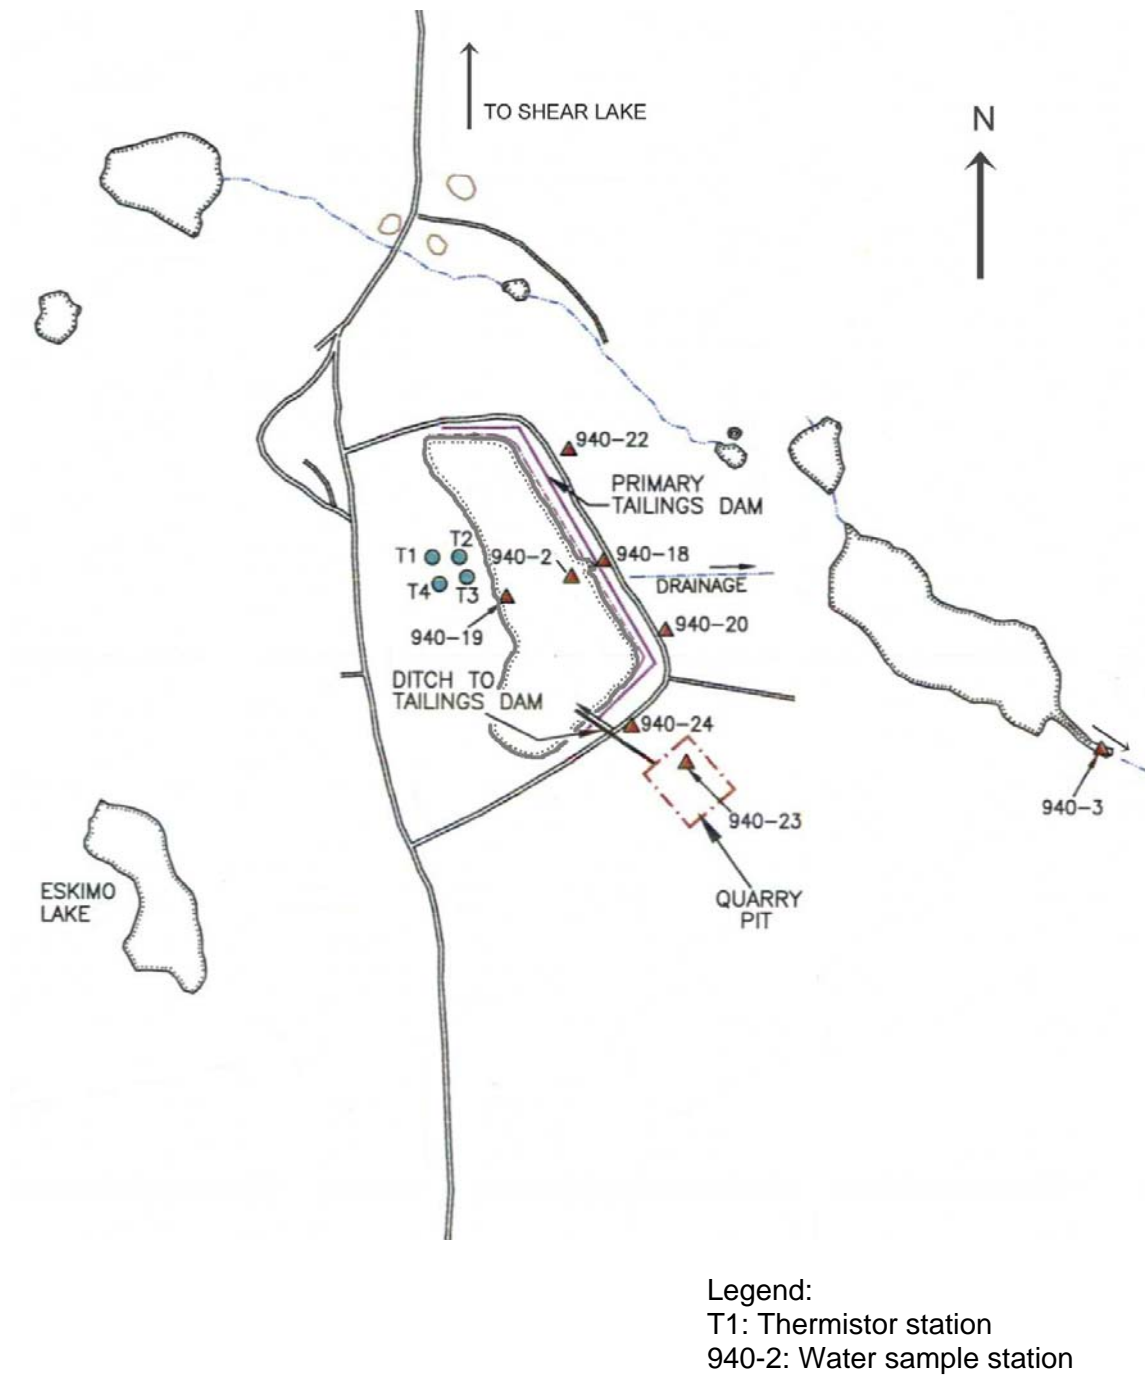 TO SHEAR LAKE
N
940-22
PRIMARY
TAILINGS DAM
T1
T2
940-2
940-18
T4
T3
DRAINAGE
940-19
940-20
DITCH TO
TAILINGS DAM
940-24
940-3
940-23
ESKIMO
LAKE
QUARRY
PIT
Legend:
T1: Thermistor station
940-2: Water sample station